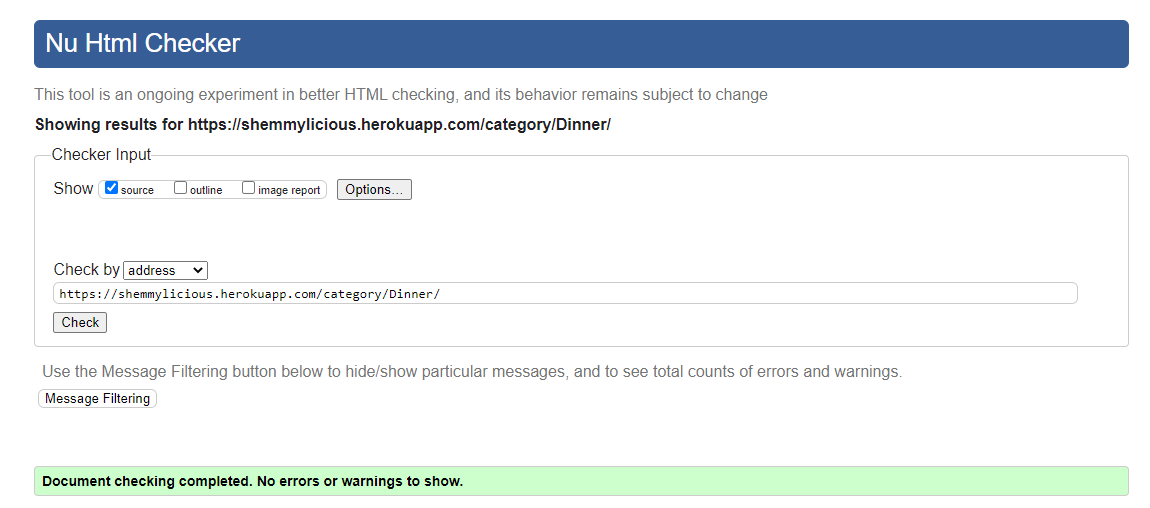 Nu Html Checker
This tool is an ongoing experiment in better HTML checking, and its behavior remains subject to change
Showing results for https://shemmylicious.herokuapp.com/category/Dinner/
Checker Input
Show source outline image report Options...
Check by address
https://shemmylicious.herokuapp.com/category/Dinner/
Check
Use the Message Filtering button below to hide/show particular messages, and to see total counts of errors and warnings.
Message Filtering
Document checking completed. No errors or warnings to show.